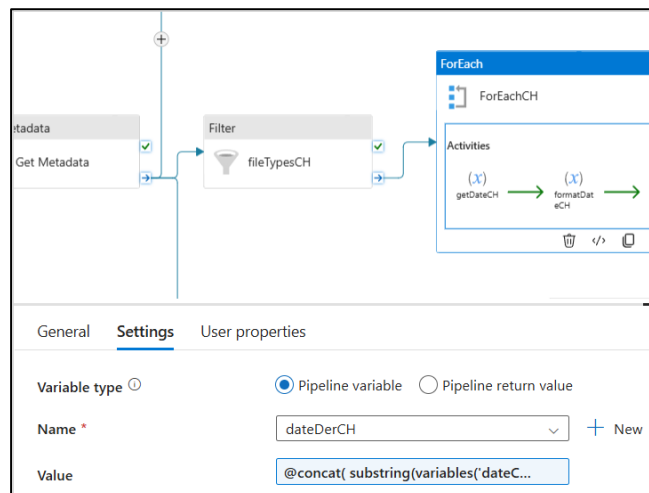 ForEach
etadata
Filter
ForEachCH
Get Metadata
fileTypesCH
Activities
(x)
(x)
getDateCH
formatDat
eCH
General Settings User properties
Variable type
Pipeline variable
Pipeline return value
Name *
dateDerCH
+ New
Value
@concat( substring(variables('dateC...